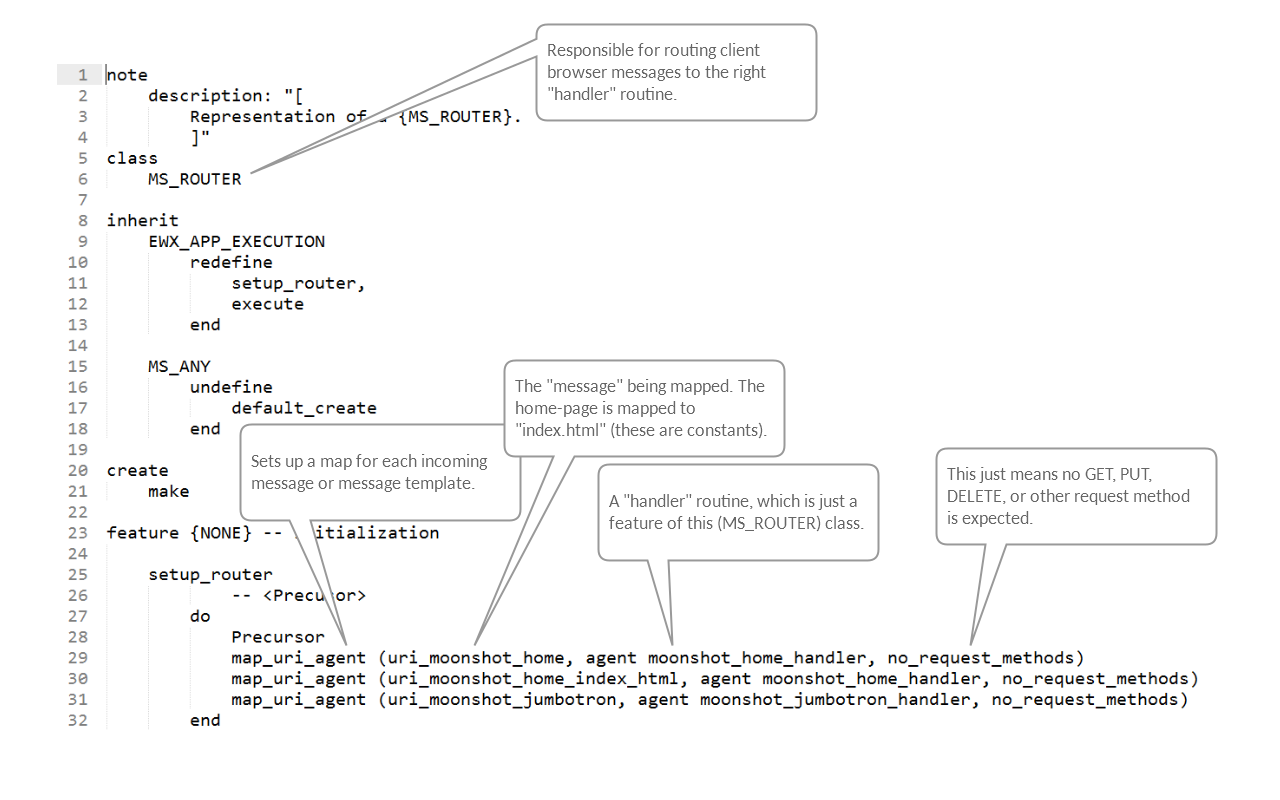 Responsible for routing client
browser messages to the right
"handler" routine.
1 note
2 description: "[
3 Representation of a {MS_ROUTER}.
4 ]"
5 class
6 MS_ROUTER
7
8 inherit
9 EWX_APP_EXECUTION
10 redefine
11 setup_router,
12 execute
13 end
14
15 MS_ANY
16 undefine
17 default_create
18 end
The "message" being mapped. The
home-page is mapped to
"index.html" (these are constants).
19
Sets up a map for each incoming
message or message template.
20 create
21 make
22
A "handler" routine, which is just a
feature of this (MS_ROUTER) class.
This just means no GET, PUT,
DELETE, or other request method
is expected.
23 feature {NONE} -- Initialization
24
25 setup_router
26 -- <Precusor>
27 do
28 Precursor
29 map_uri_agent (uri_moonshot_home, agent moonshot_home_handler, no_request_methods)
30 map_uri_agent (uri_moonshot_home_index_html, agent moonshot_home_handler, no_request_methods)
31 map_uri_agent (uri_moonshot_jumbotron, agent moonshot_jumbotron_handler, no_request_methods)
32 end